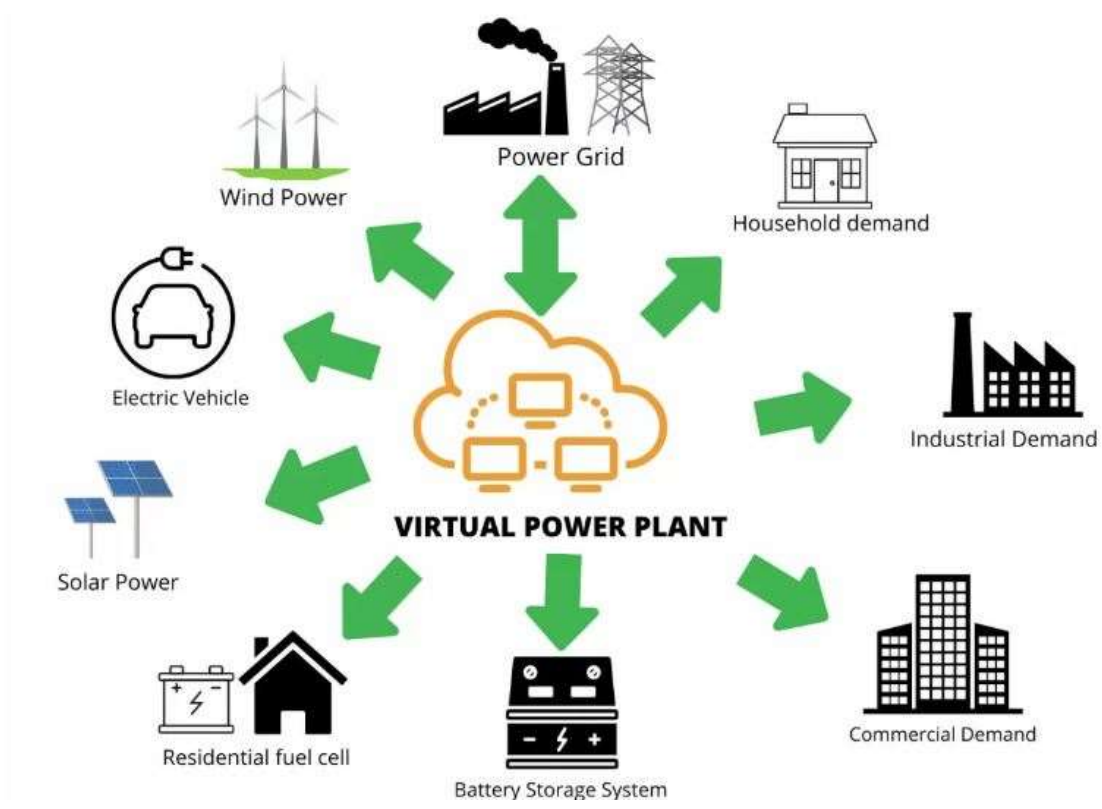 Power Grid
Wind Power
Household demand
Electric Vehicle
Industrial Demand
VIRTUAL POWER PLANT
Solar Power
Commercial Demand
Residential fuel cell
Battery Storage System